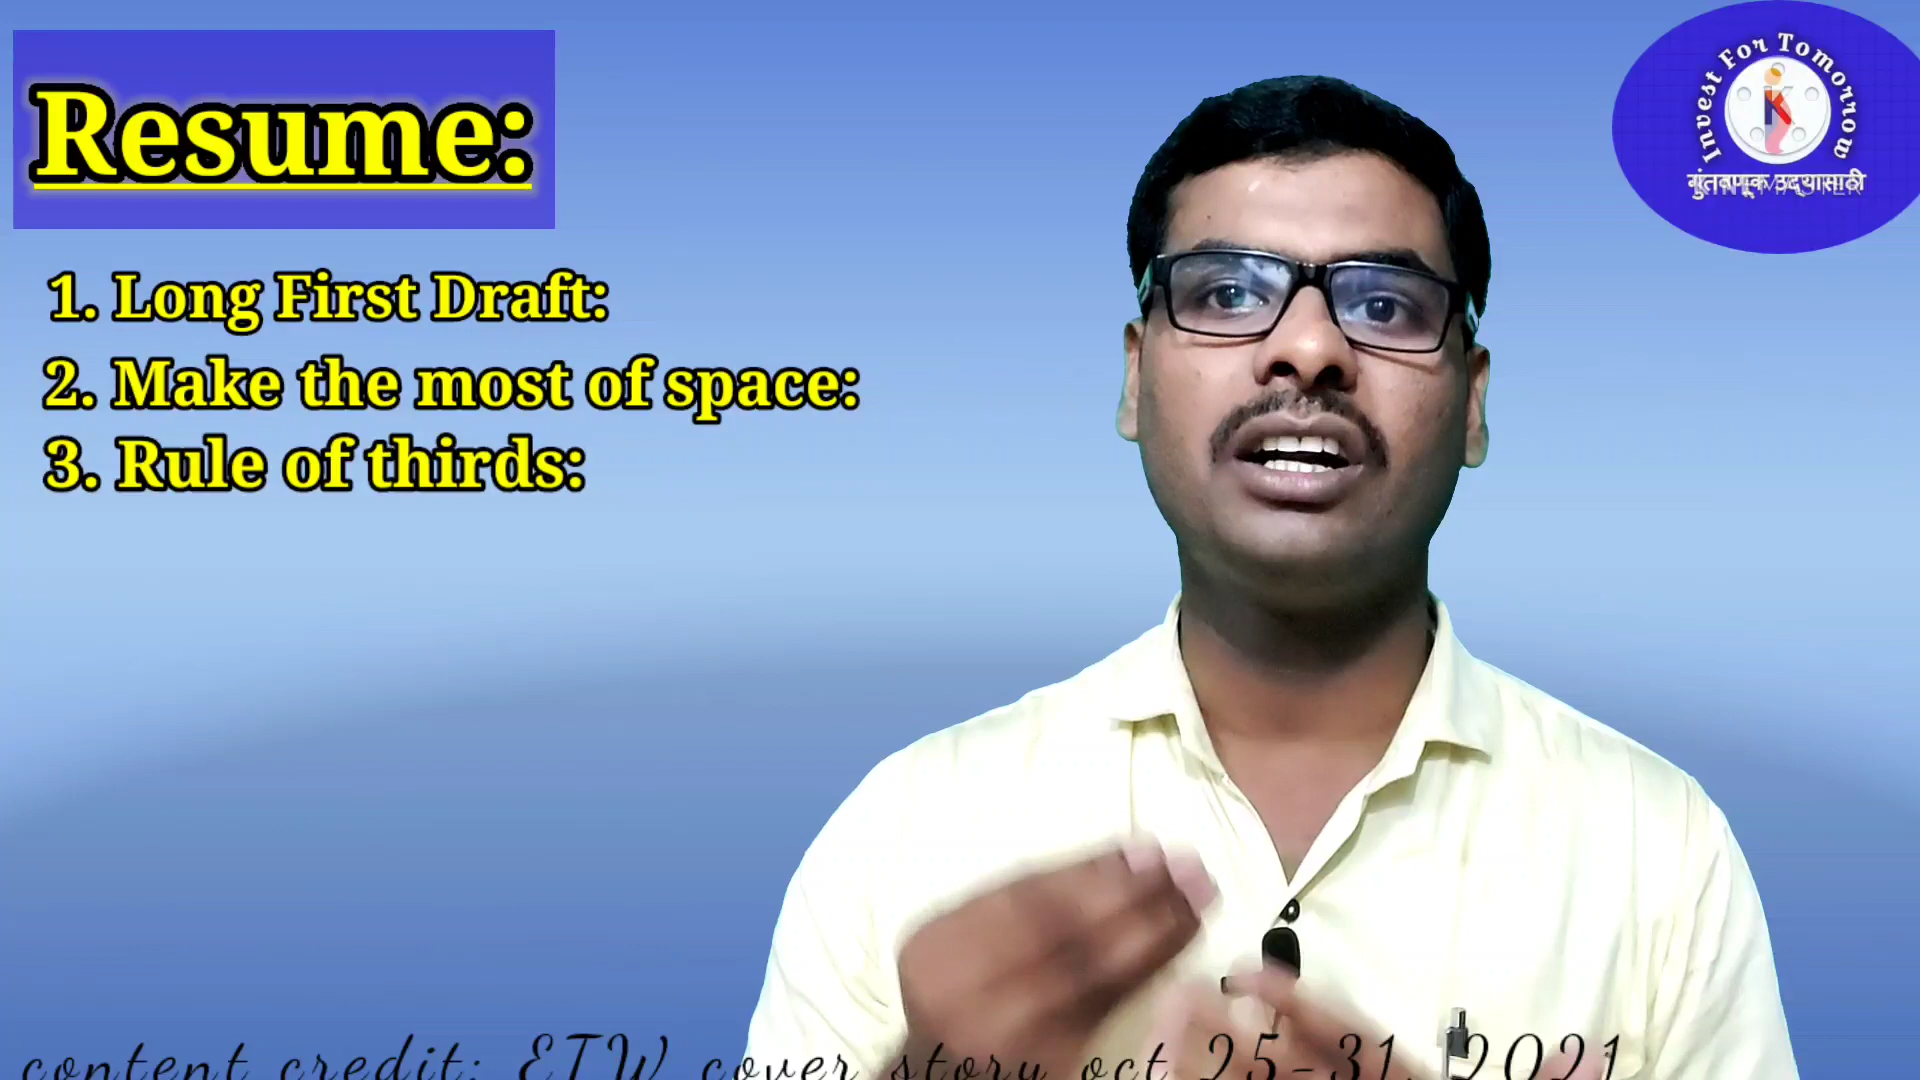 Resume:
1. Long First Draft:
2. Make the most of space:
3. Rule of thirds:
Invest For Tomorrow
K
गुंतवणूक उद्यासाठी
content credit: ETW cover story oct 25-31, 2021